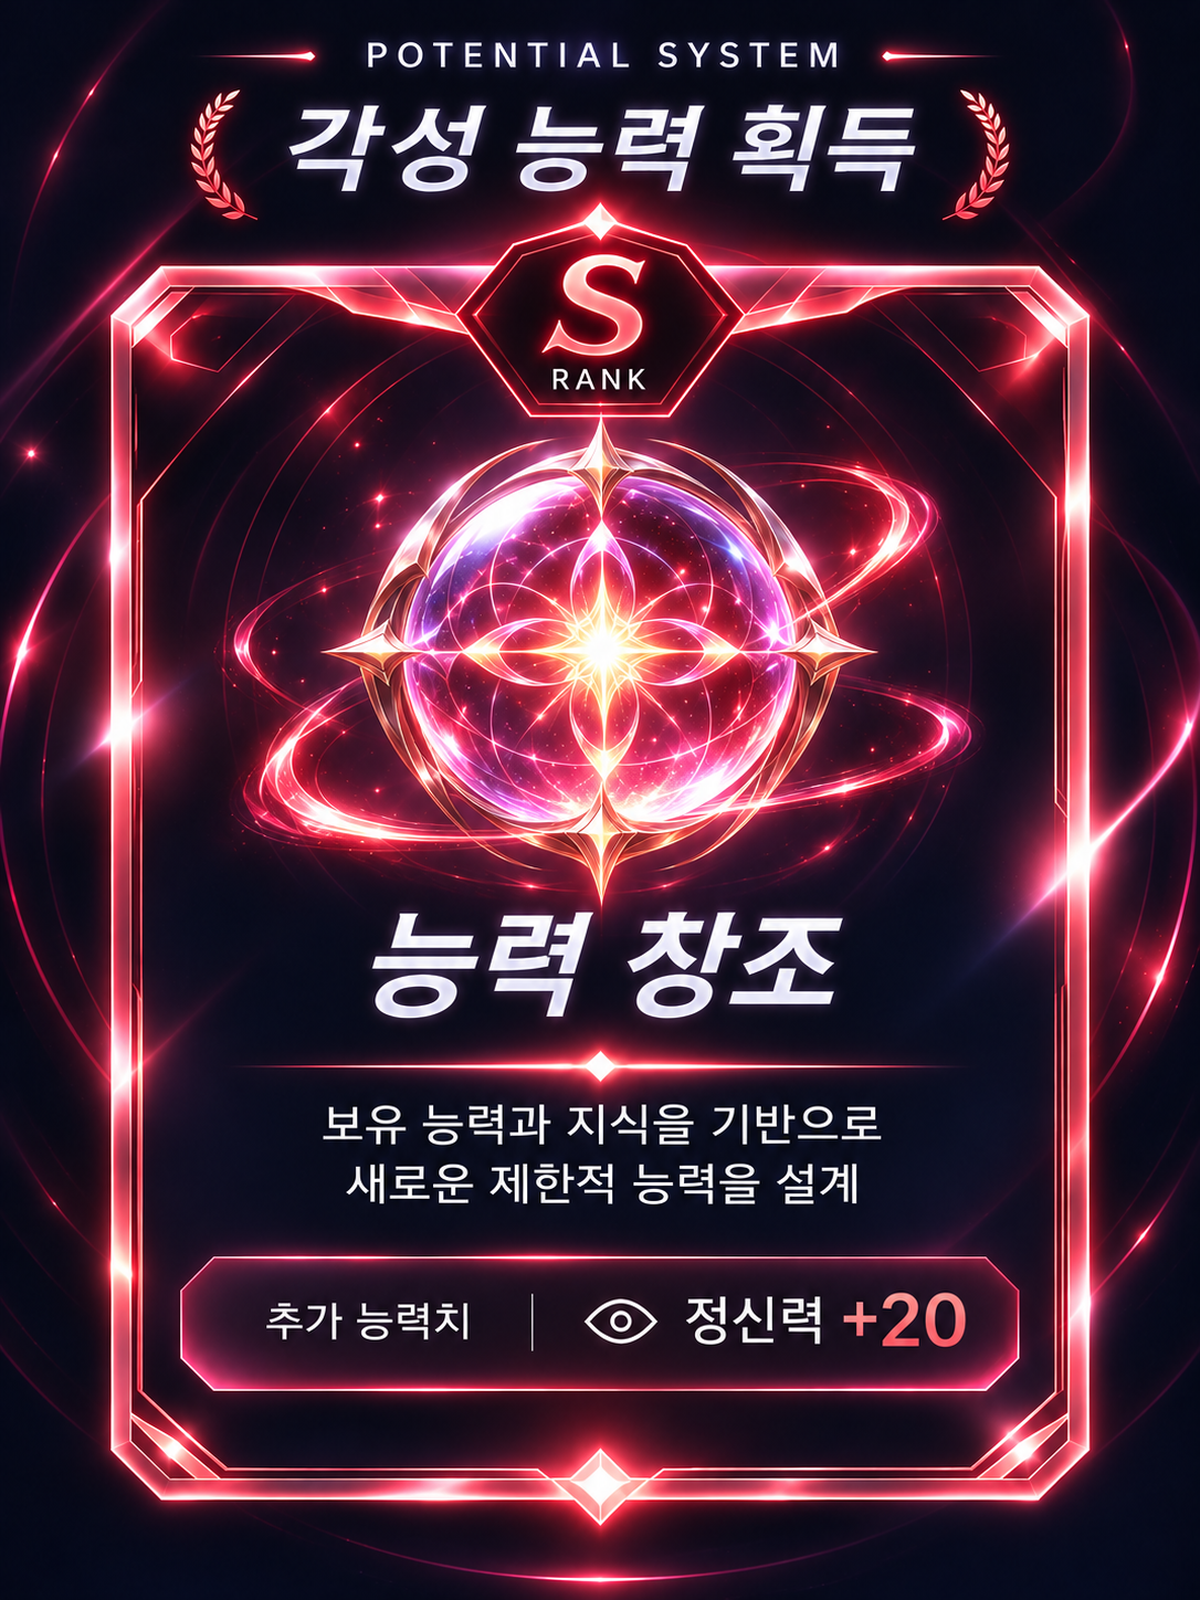 POTENTIAL SYSTEM
각성 능력 획득
S
RANK
능력 창조
보유 능력과 지식을 기반으로
새로운 제한적 능력을 설계
추가 능력치 정신력 +20